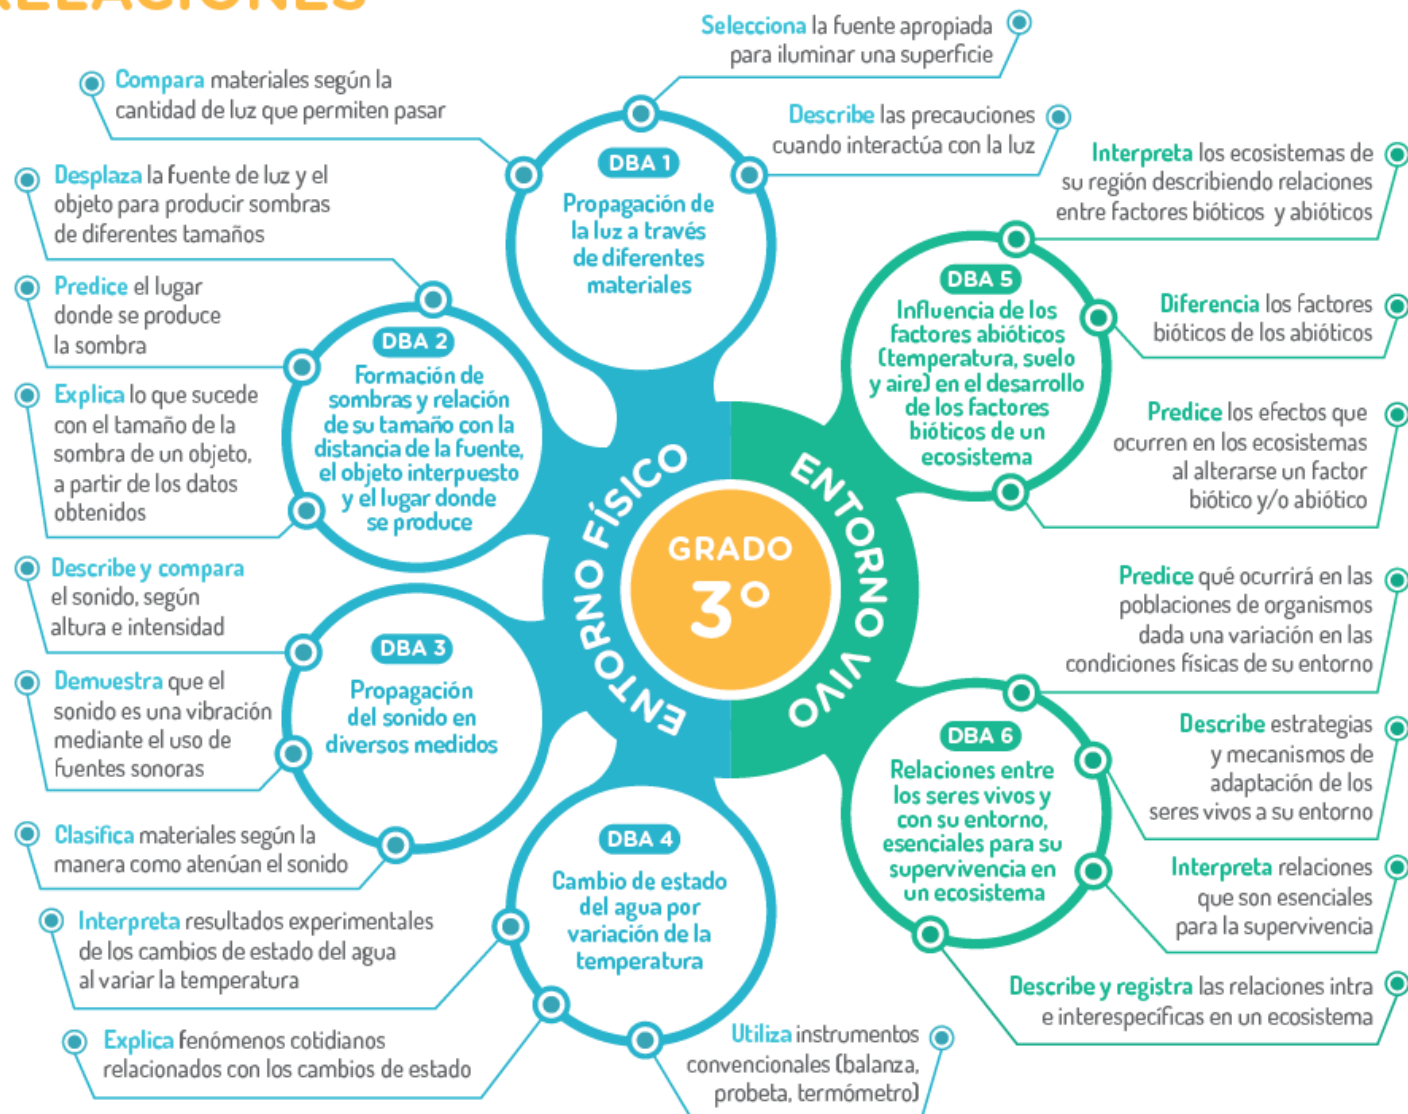 RELACIONES
Selecciona la fuente apropiada
para iluminar una superficie
Compara materiales según la
cantidad de luz que permiten pasar
Describe las precauciones
cuando interactúa con la luz
DBA 1
Propagación de
la luz a través
de diferentes
materiales
Desplaza la fuente de luz y el
objeto para producir sombras
de diferentes tamaños
Predice el lugar
donde se produce
la sombra
Explica lo que sucede
con el tamaño de la
sombra de un objeto,
a partir de los datos
obtenidos
DBA 2
Formación de
sombras y relación
de su tamaño con la
distancia de la fuente,
el objeto interpuesto
y el lugar donde
se produce
Describe y compara
el sonido, según
altura e intensidad
Demuestra que el
sonido es una vibración
mediante el uso de
fuentes sonoras
Clasifica materiales según la
manera como atenúan el sonido
DBA 3
Propagación
del sonido en
diversos medidos
Interpreta resultados experimentales
de los cambios de estado del agua
al variar la temperatura
Explica fenómenos cotidianos
relacionados con los cambios de estado
Utiliza instrumentos
convencionales (balanza,
probeta, termómetro)
DBA 4
Cambio de estado
del agua por
variación de la
temperatura
ENTORNO FÍSICO
GRADO
3°
ENTORNO VIVO
Interpreta los ecosistemas de
su región describiendo relaciones
entre factores bióticos y abióticos
Diferencia los factores
bióticos de los abióticos
Predice los efectos que
ocurren en los ecosistemas
al alterarse un factor
biótico y/o abiótico
DBA 5
Influencia de los
factores abióticos
(temperatura, suelo
y aire) en el desarrollo
de los factores
bióticos de un
ecosistema
Predice qué ocurrirá en las
poblaciones de organismos
dada una variación en las
condiciones físicas de su entorno
Describe estrategias
y mecanismos de
adaptación de los
seres vivos a su entorno
Interpreta relaciones
que son esenciales
para la supervivencia
Describe y registra las relaciones intra
e interespecíficas en un ecosistema
DBA 6
Relaciones entre
los seres vivos y
con su entorno,
esenciales para su
supervivencia en
un ecosistema